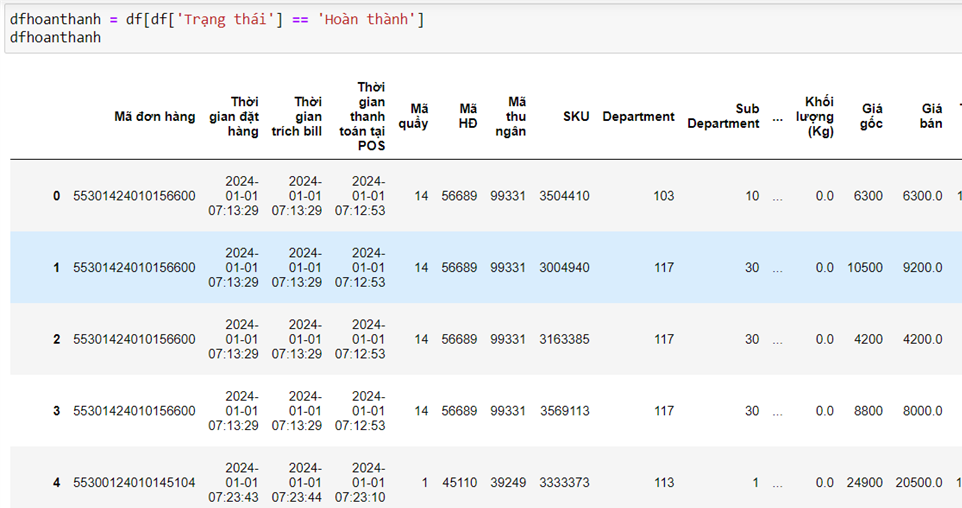 dfhoanthanh = df[df['Trạng thái'] == 'Hoàn thành']
dfhoanthanh
Mã đơn hàng Thời gian đặt hàng Thời gian trích bill Thời gian thanh toán tại POS Mã quầy Mã HĐ Mã thu ngân SKU Department Sub Department ... Khối lượng (Kg) Giá gốc Giá bán
0 55301424010156600 2024-01-01 07:13:29 2024-01-01 07:13:29 2024-01-01 07:12:53 14 56689 99331 3504410 103 10 ... 0.0 6300 6300.0
1 55301424010156600 2024-01-01 07:13:29 2024-01-01 07:13:29 2024-01-01 07:12:53 14 56689 99331 3004940 117 30 ... 0.0 10500 9200.0
2 55301424010156600 2024-01-01 07:13:29 2024-01-01 07:13:29 2024-01-01 07:12:53 14 56689 99331 3163385 117 30 ... 0.0 4200 4200.0
3 55301424010156600 2024-01-01 07:13:29 2024-01-01 07:13:29 2024-01-01 07:12:53 14 56689 99331 3569113 117 30 ... 0.0 8800 8000.0
4 55300124010145104 2024-01-01 07:23:43 2024-01-01 07:23:44 2024-01-01 07:23:10 1 45110 39249 3333373 113 1 ... 0.0 24900 20500.0